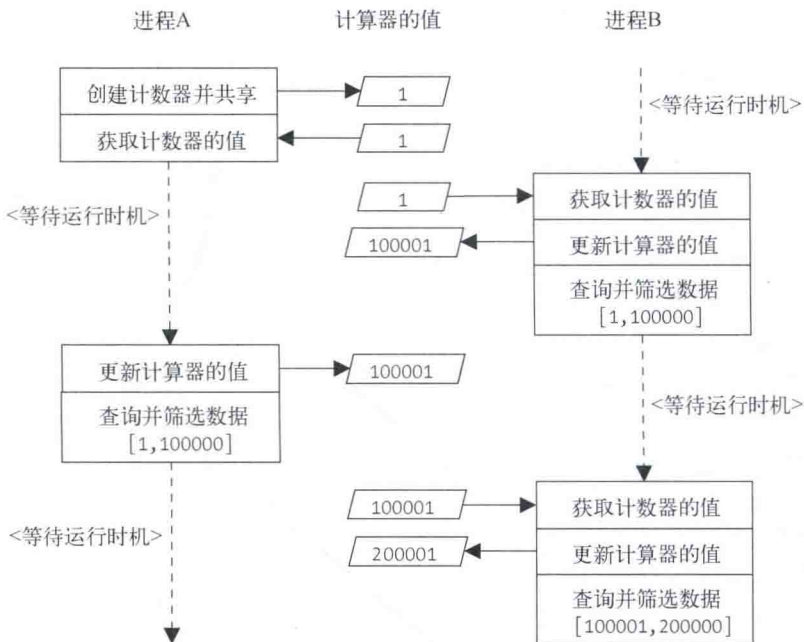 进程A
计算器的值
进程B
创建计数器并共享
1
<等待运行时机>
获取计数器的值
1
1
获取计数器的值
<等待运行时机>
100001
更新计算器的值
查询并筛选数据
[1,100000]
更新计算器的值
100001
<等待运行时机>
查询并筛选数据
[1,100000]
100001
获取计数器的值
<等待运行时机>
200001
更新计算器的值
查询并筛选数据
[100001,200000]